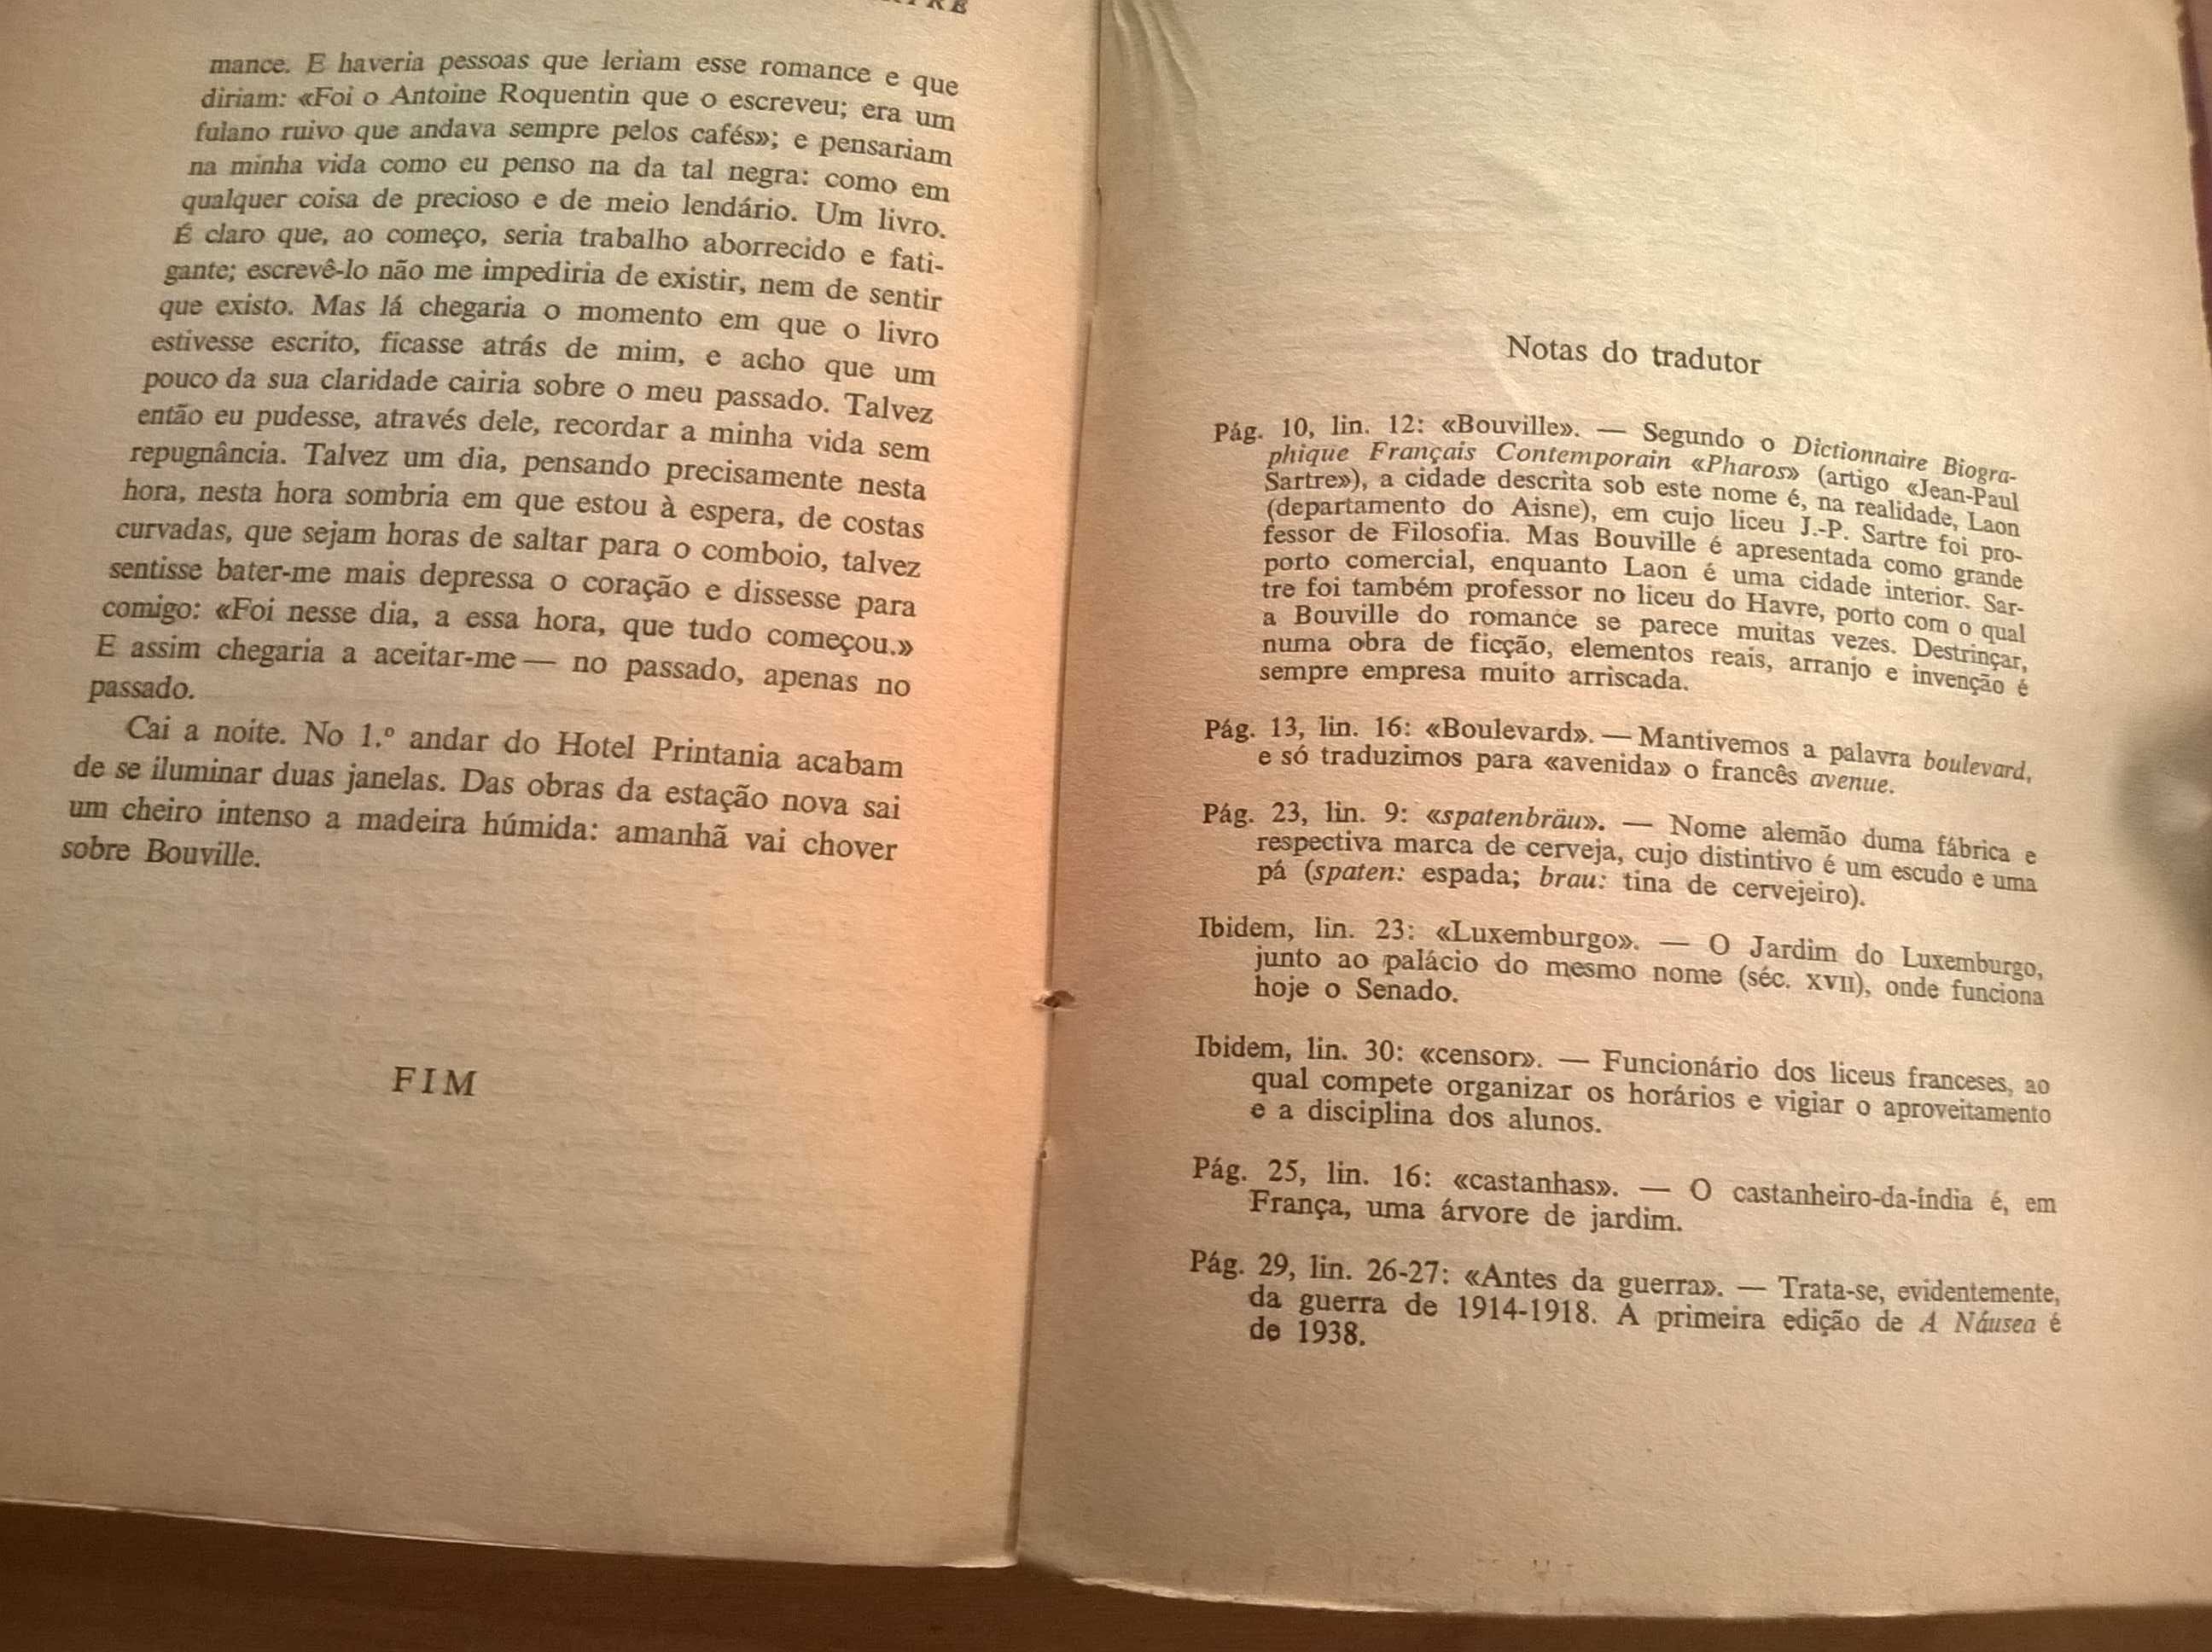 mance. E haveria pessoas que leriam esse romance e que
diriam: «Foi o Antoine Roquentin que o escreveu; era um
fulano ruivo que andava sempre pelos cafés»; e pensariam
na minha vida como eu penso na da tal negra: como em
qualquer coisa de precioso e de meio lendário. Um livro.
É claro que, ao começo, seria trabalho aborrecido e fati-
gante; escrevê-lo não me impediria de existir, nem de sentir
que existo. Mas lá chegaria o momento em que o livro
estivesse escrito, ficasse atrás de mim, e acho que um
pouco da sua claridade cairia sobre o meu passado. Talvez
então eu pudesse, através dele, recordar a minha vida sem
repugnância. Talvez um dia, pensando precisamente nesta
hora, nesta hora sombria em que estou à espera, de costas
curvadas, que sejam horas de saltar para o comboio, talvez
sentisse bater-me mais depressa o coração e dissesse para
comigo: «Foi nesse dia, a essa hora, que tudo começou.»
E assim chegaria a aceitar-me — no passado, apenas no
passado.
Cai a noite. No 1.º andar do Hotel Printania acabam
de se iluminar duas janelas. Das obras da estação nova sai
um cheiro intenso a madeira húmida: amanhã vai chover
sobre Bouville.
FIM
Notas do tradutor
Pág. 10, lin. 12: «Bouville». — Segundo o Dictionnaire Biogra-
phique Français Contemporain «Pharos» (artigo «Jean-Paul
Sartre»), a cidade descrita sob este nome é, na realidade, Laon
(departamento do Aisne), em cujo liceu J.-P. Sartre foi pro-
fessor de Filosofia. Mas Bouville é apresentada como grande
porto comercial, enquanto Laon é uma cidade interior. Sar-
tre foi também professor no liceu do Havre, porto com o qual
a Bouville do romance se parece muitas vezes. Destrinçar,
numa obra de ficção, elementos reais, arranjo e invenção é
sempre empresa muito arriscada.
Pág. 13, lin. 16: «Boulevard». — Mantivemos a palavra boulevard,
e só traduzimos para «avenida» o francês avenue.
Pág. 23, lin. 9: «spatenbräu». — Nome alemão duma fábrica e
respectiva marca de cerveja, cujo distintivo é um escudo e uma
pá (spaten: espada; brau: tina de cervejeiro).
Ibidem, lin. 23: «Luxemburgo». — O Jardim do Luxemburgo,
junto ao palácio do mesmo nome (séc. XVII), onde funciona
hoje o Senado.
Ibidem, lin. 30: «censor». — Funcionário dos liceus franceses, ao
qual compete organizar os horários e vigiar o aproveitamento
e a disciplina dos alunos.
Pág. 25, lin. 16: «castanhas». — O castanheiro-da-índia é, em
França, uma árvore de jardim.
Pág. 29, lin. 26-27: «Antes da guerra». — Trata-se, evidentemente,
da guerra de 1914-1918. A primeira edição de A Náusea é
de 1938.